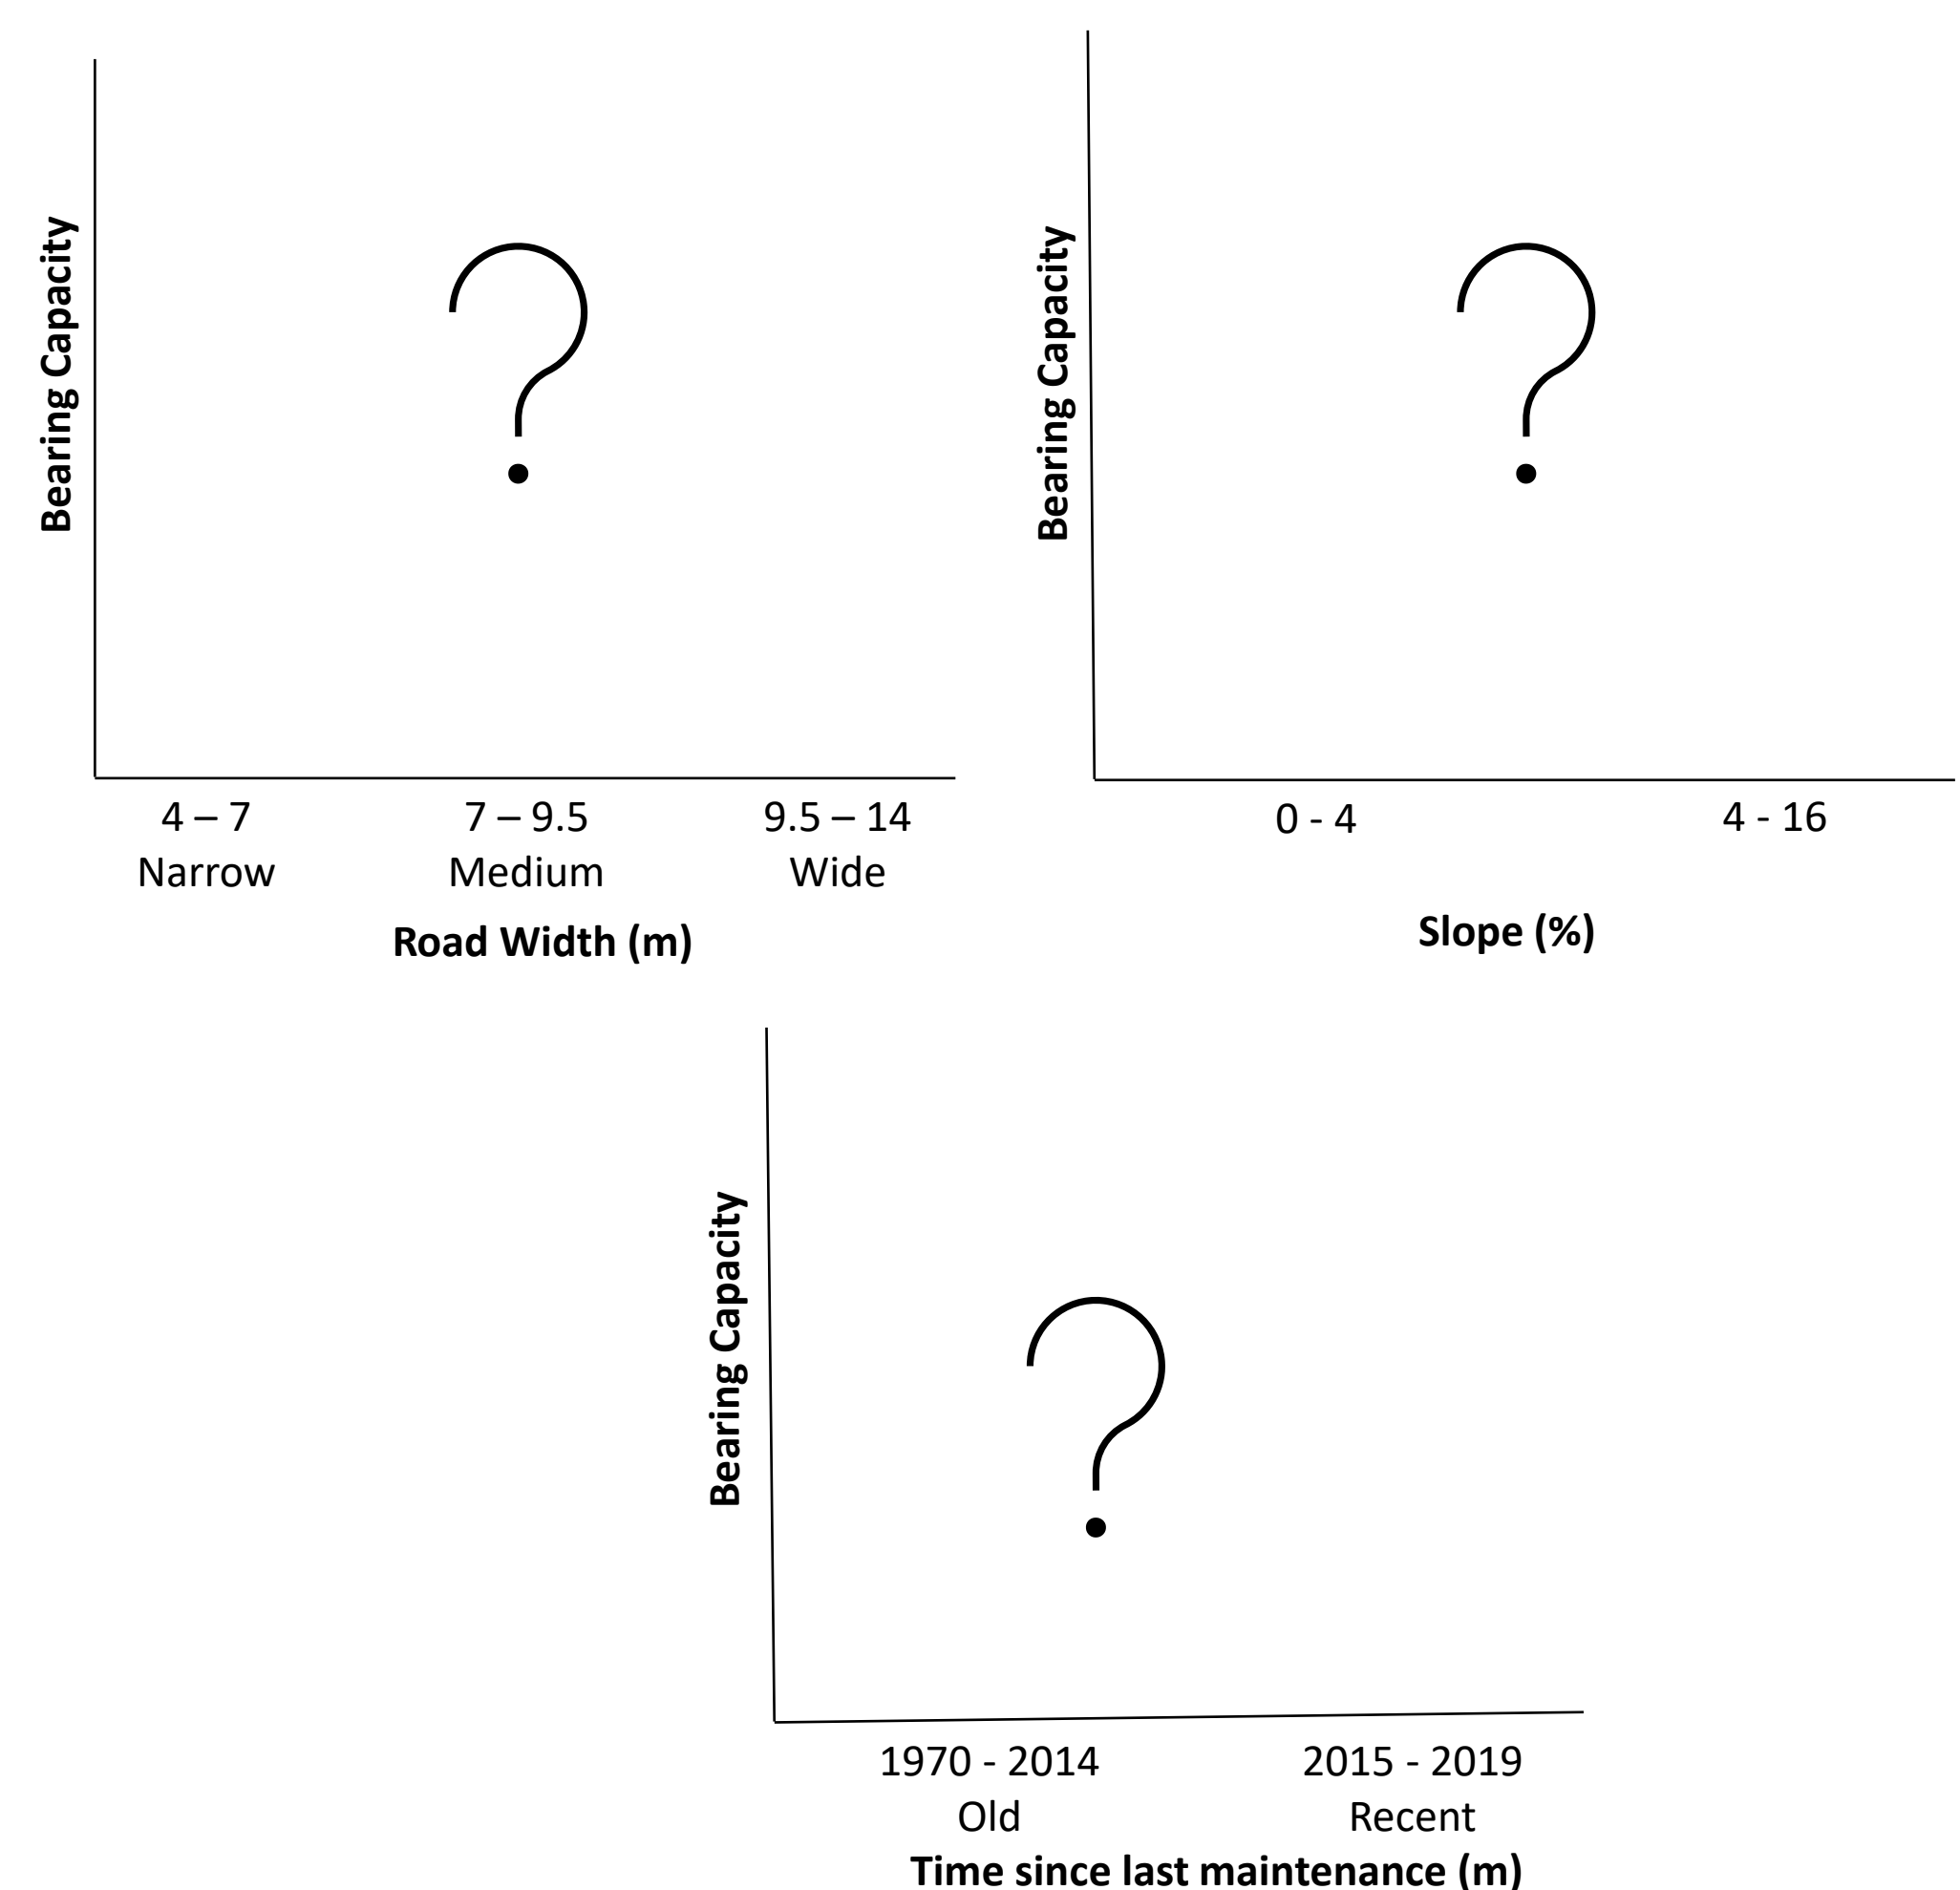 Bearing Capacity
?
4 – 7
7 – 9.5
9.5 – 14
Narrow
Medium
Wide
Road Width (m)
Bearing Capacity
?
0 - 4
4 - 16
Slope (%)
Bearing Capacity
?
1970 - 2014
2015 - 2019
Old
Recent
Time since last maintenance (m)